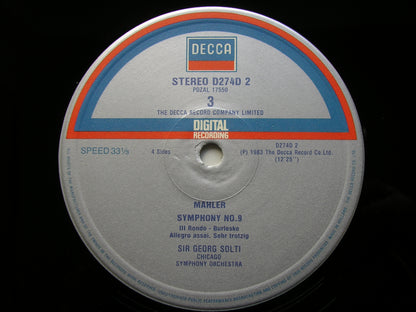 DECCA
STEREO D274D 2
PDZAL 17550
3
THE DECCA RECORD COMPANY LIMITED
DIGITAL
RECORDING
SPEED 33⅓
4 Sides
D274D 2
(P) 1983 The Decca Record Co. Ltd.
(12'25")
MAHLER
SYMPHONY NO.9
III Rondo - Burleske
Allegro assai. Sehr trotzig
SIR GEORG SOLTI
CHICAGO
SYMPHONY ORCHESTRA